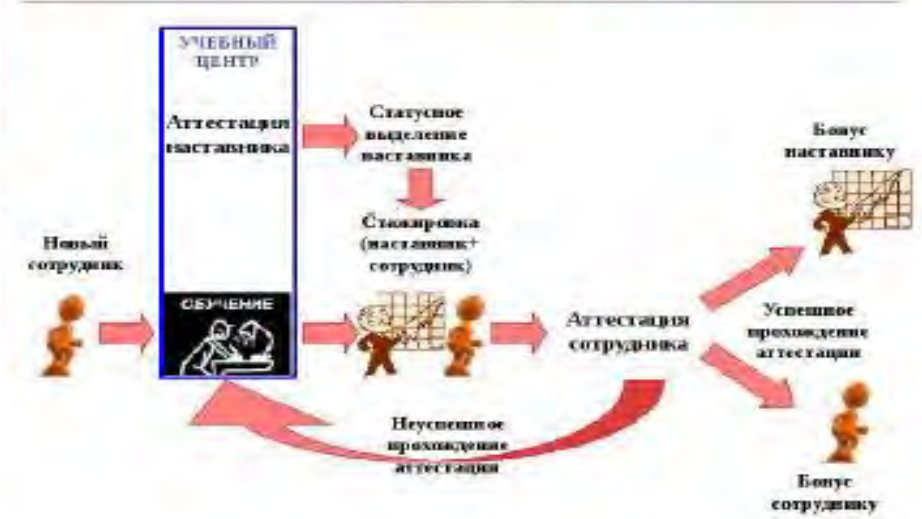 УЧЕБНЫЙ
ЦЕНТР
Аттестация
наставника
Статусное
выделение
наставника
Бонус
наставнику
Новый
сотрудник
Стажировка
(наставник+
сотрудник)
ОБУЧЕНИЕ
Аттестация
сотрудника
Успешное
прохождение
аттестации
Неуспешное
прохождение
аттестации
Бонус
сотруднику